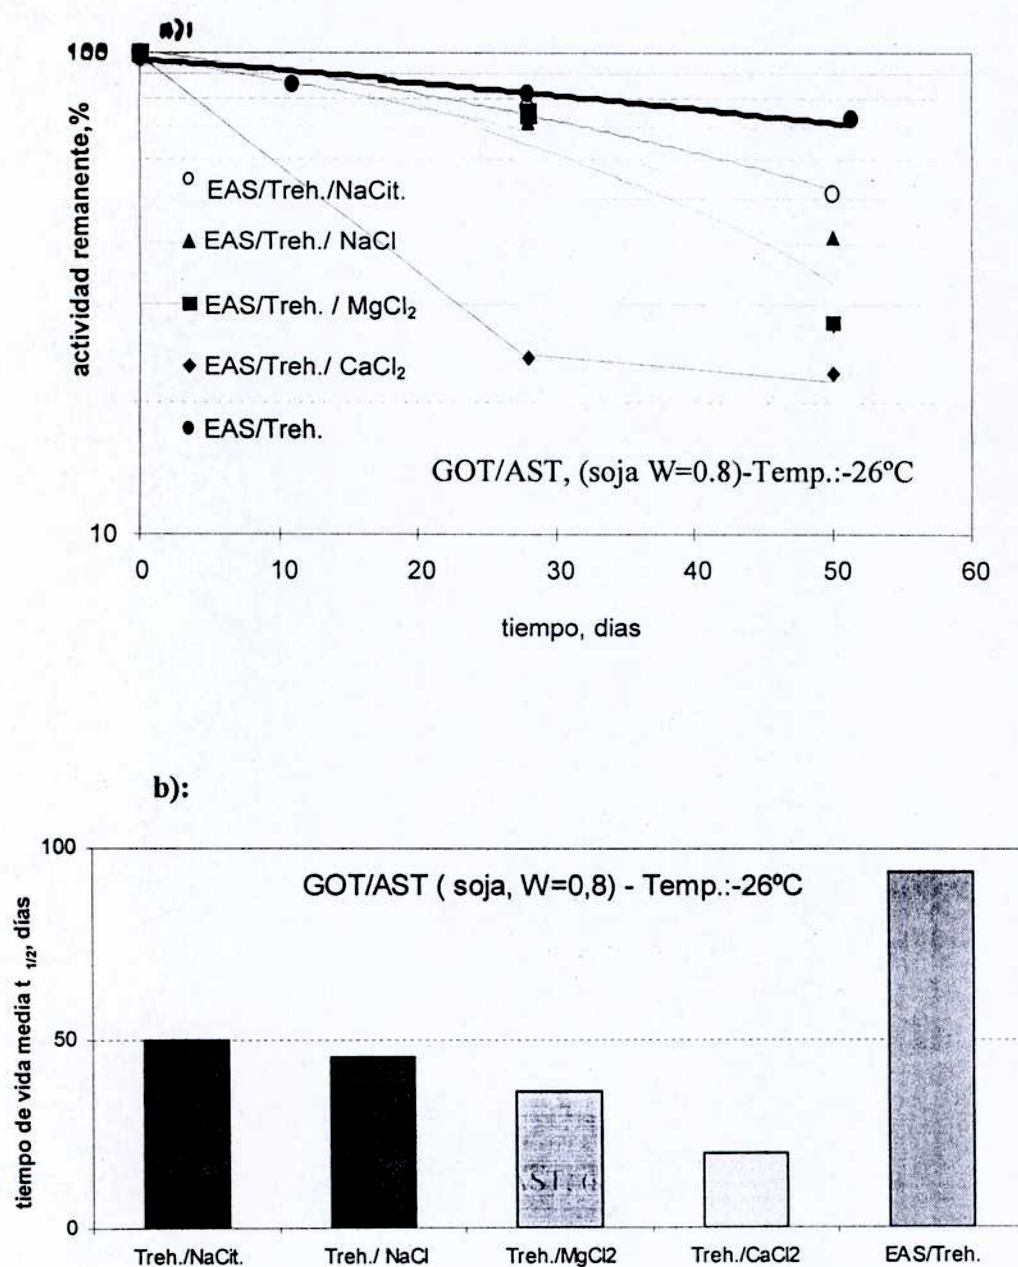 a):
100
actividad remanente,%
EAS/Treh./NaCit.
EAS/Treh./ NaCl
EAS/Treh. / MgCl₂
EAS/Treh./ CaCl₂
EAS/Treh.
GOT/AST, (soja W=0.8)-Temp.:-26ºC
10
0 10 20 30 40 50 60
tiempo, dias
b):
100
GOT/AST ( soja, W=0,8) - Temp.:-26ºC
tiempo de vida media t 1/2, días
50
0
Treh./NaCit. Treh./ NaCl Treh./MgCl2 Treh./CaCl2 EAS/Treh.